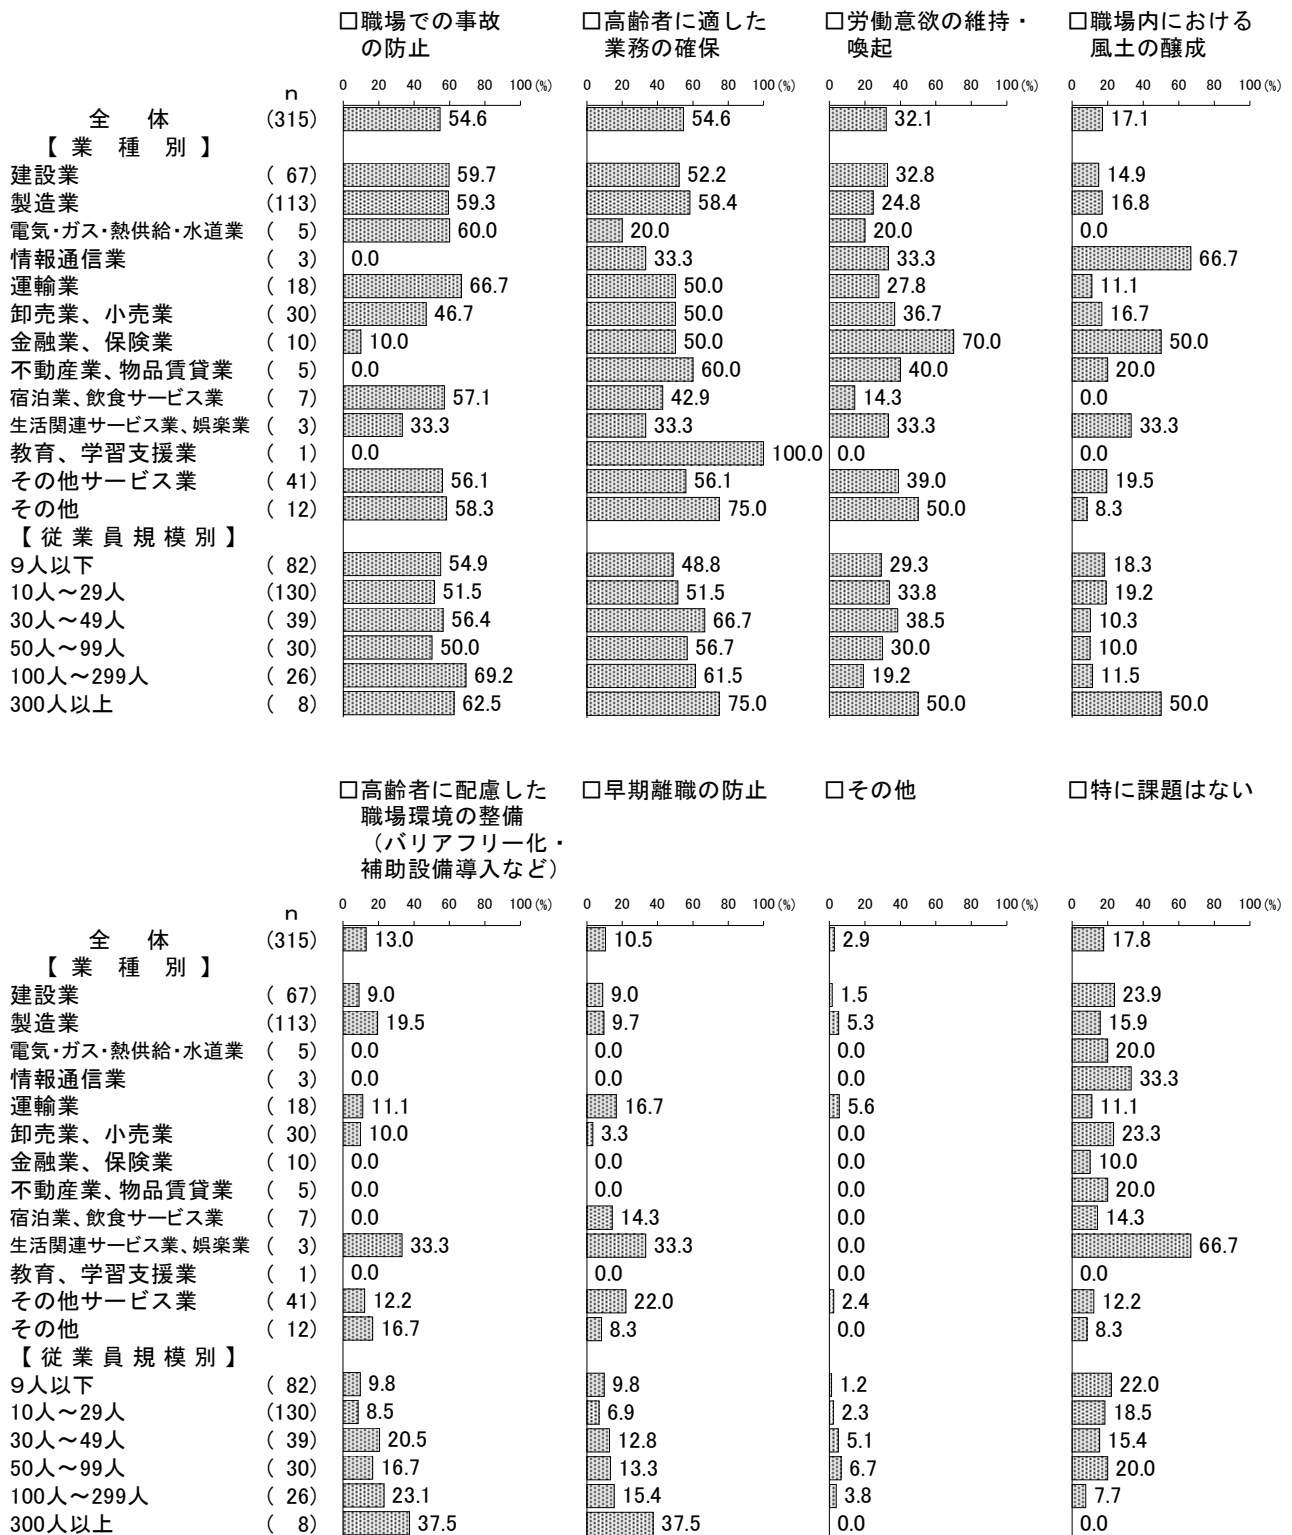 □職場での事故 □高齢者に適した □労働意欲の維持・ □職場内における
の防止 業務の確保 喚起 風土の醸成
0 20 40 60 80 100(%) 0 20 40 60 80 100(%) 0 20 40 60 80 100(%) 0 20 40 60 80 100(%)
n
全 体 (315) 54.6 54.6 32.1 17.1
【 業 種 別 】
建設業 ( 67) 59.7 52.2 32.8 14.9
製造業 (113) 59.3 58.4 24.8 16.8
電気・ガス・熱供給・水道業 ( 5) 60.0 20.0 20.0 0.0
情報通信業 ( 3) 0.0 33.3 33.3 66.7
運輸業 ( 18) 66.7 50.0 27.8 11.1
卸売業、小売業 ( 30) 46.7 50.0 36.7 16.7
金融業、保険業 ( 10) 10.0 50.0 70.0 50.0
不動産業、物品賃貸業 ( 5) 0.0 60.0 40.0 20.0
宿泊業、飲食サービス業 ( 7) 57.1 42.9 14.3 0.0
生活関連サービス業、娯楽業 ( 3) 33.3 33.3 33.3 33.3
教育、学習支援業 ( 1) 0.0 100.0 0.0 0.0
その他サービス業 ( 41) 56.1 56.1 39.0 19.5
その他 ( 12) 58.3 75.0 50.0 8.3
【 従 業 員 規 模 別 】
9人以下 ( 82) 54.9 48.8 29.3 18.3
10人～29人 (130) 51.5 51.5 33.8 19.2
30人～49人 ( 39) 56.4 66.7 38.5 10.3
50人～99人 ( 30) 50.0 56.7 30.0 10.0
100人～299人 ( 26) 69.2 61.5 19.2 11.5
300人以上 ( 8) 62.5 75.0 50.0 50.0
□高齢者に配慮した □早期離職の防止 □その他 □特に課題はない
職場環境の整備
（バリアフリー化・
補助設備導入など）
0 20 40 60 80 100(%) 0 20 40 60 80 100(%) 0 20 40 60 80 100(%) 0 20 40 60 80 100(%)
n
全 体 (315) 13.0 10.5 2.9 17.8
【 業 種 別 】
建設業 ( 67) 9.0 9.0 1.5 23.9
製造業 (113) 19.5 9.7 5.3 15.9
電気・ガス・熱供給・水道業 ( 5) 0.0 0.0 0.0 20.0
情報通信業 ( 3) 0.0 0.0 0.0 33.3
運輸業 ( 18) 11.1 16.7 5.6 11.1
卸売業、小売業 ( 30) 10.0 3.3 0.0 23.3
金融業、保険業 ( 10) 0.0 0.0 0.0 10.0
不動産業、物品賃貸業 ( 5) 0.0 0.0 0.0 20.0
宿泊業、飲食サービス業 ( 7) 0.0 14.3 0.0 14.3
生活関連サービス業、娯楽業 ( 3) 33.3 33.3 0.0 66.7
教育、学習支援業 ( 1) 0.0 0.0 0.0 0.0
その他サービス業 ( 41) 12.2 22.0 2.4 12.2
その他 ( 12) 16.7 8.3 0.0 8.3
【 従 業 員 規 模 別 】
9人以下 ( 82) 9.8 9.8 1.2 22.0
10人～29人 (130) 8.5 6.9 2.3 18.5
30人～49人 ( 39) 20.5 12.8 5.1 15.4
50人～99人 ( 30) 16.7 13.3 6.7 20.0
100人～299人 ( 26) 23.1 15.4 3.8 7.7
300人以上 ( 8) 37.5 37.5 0.0 0.0